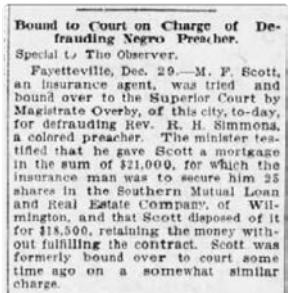 Bound to Court on Charge of De-
frauding Negro Preacher.
Special to The Observer.
Fayetteville, Dec. 29.—M. F. Scott,
an insurance agent, was tried and
bound over to the Superior Court by
Magistrate Overby, of this city, to-day,
for defrauding Rev. R. H. Simmons,
a colored preacher. The minister tes-
tified that he gave Scott a mortgage
in the sum of $21,000, for which the
insurance man was to secure him 25
shares in the Southern Mutual Loan
and Real Estate Company, of Wil-
mington, and that Scott disposed of it
for $18,500, retaining the money with-
out fulfilling the contract. Scott was
formerly bound over to court some
time ago on a somewhat similar
charge.